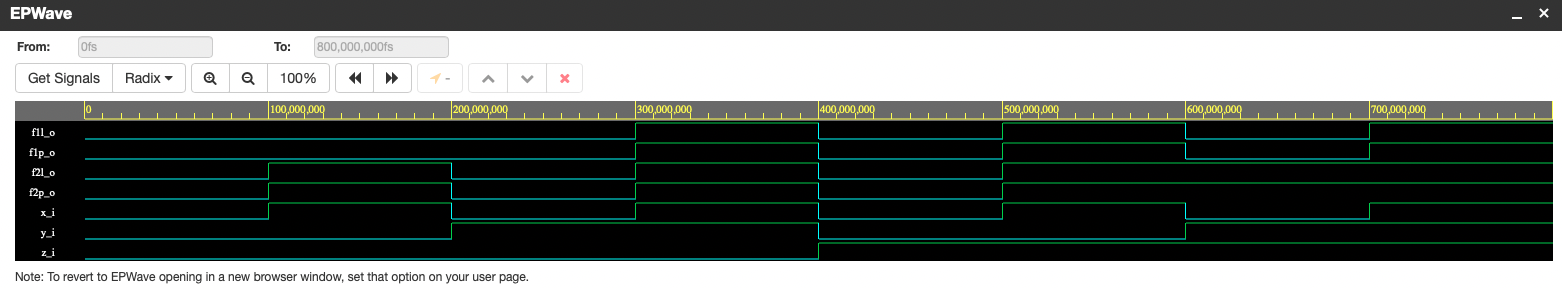 EPWave
From: 0fs To: 800,000,000fs
Get Signals Radix 100% -
0 100,000,000 200,000,000 300,000,000 400,000,000 500,000,000 600,000,000 700,000,000
f1l_o
f1p_o
f2l_o
f2p_o
x_i
y_i
z_i
Note: To revert to EPWave opening in a new browser window, set that option on your user page.